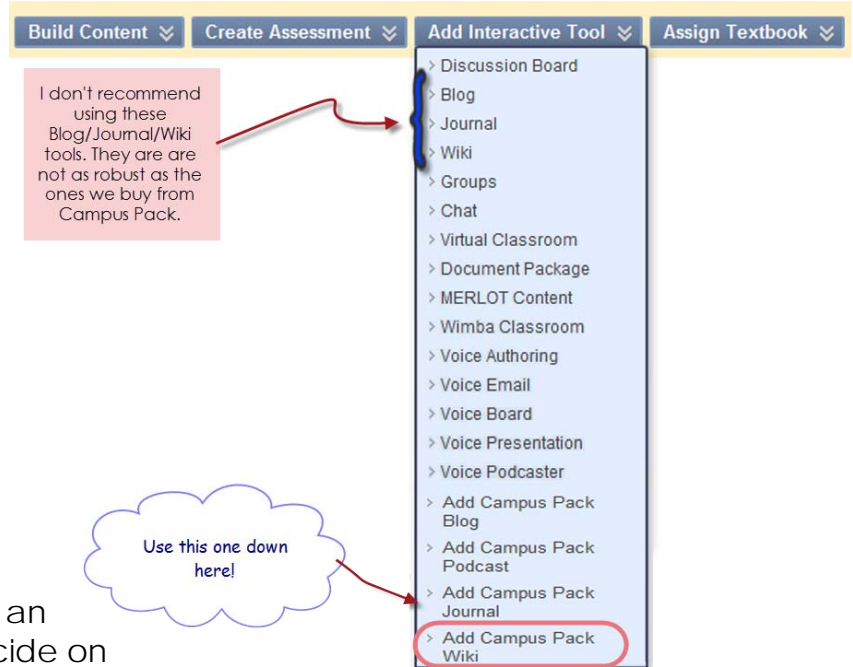 Build Content
Create Assessment
Add Interactive Tool
Assign Textbook
I don't recommend
using these
Blog/Journal/Wiki
tools. They are are
not as robust as the
ones we buy from
Campus Pack.
> Discussion Board
> Blog
> Journal
> Wiki
> Groups
> Chat
> Virtual Classroom
> Document Package
> MERLOT Content
> Wimba Classroom
> Voice Authoring
> Voice Email
> Voice Board
> Voice Presentation
> Voice Podcaster
> Add Campus Pack
Blog
> Add Campus Pack
Podcast
> Add Campus Pack
Journal
> Add Campus Pack
Wiki
Use this one down
here!
an
cide on